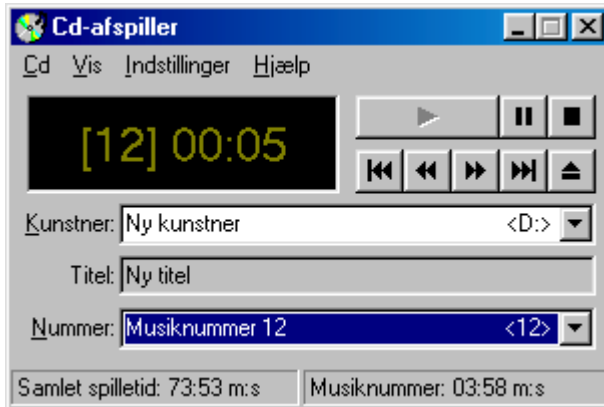 Cd-afspiller
Cd Vis Indstillinger Hjælp
[12] 00:05
Kunstner: Ny kunstner <D:>
Titel: Ny titel
Nummer: Musiknummer 12 <12>
Samlet spilletid: 73:53 m:s Musiknummer: 03:58 m:s